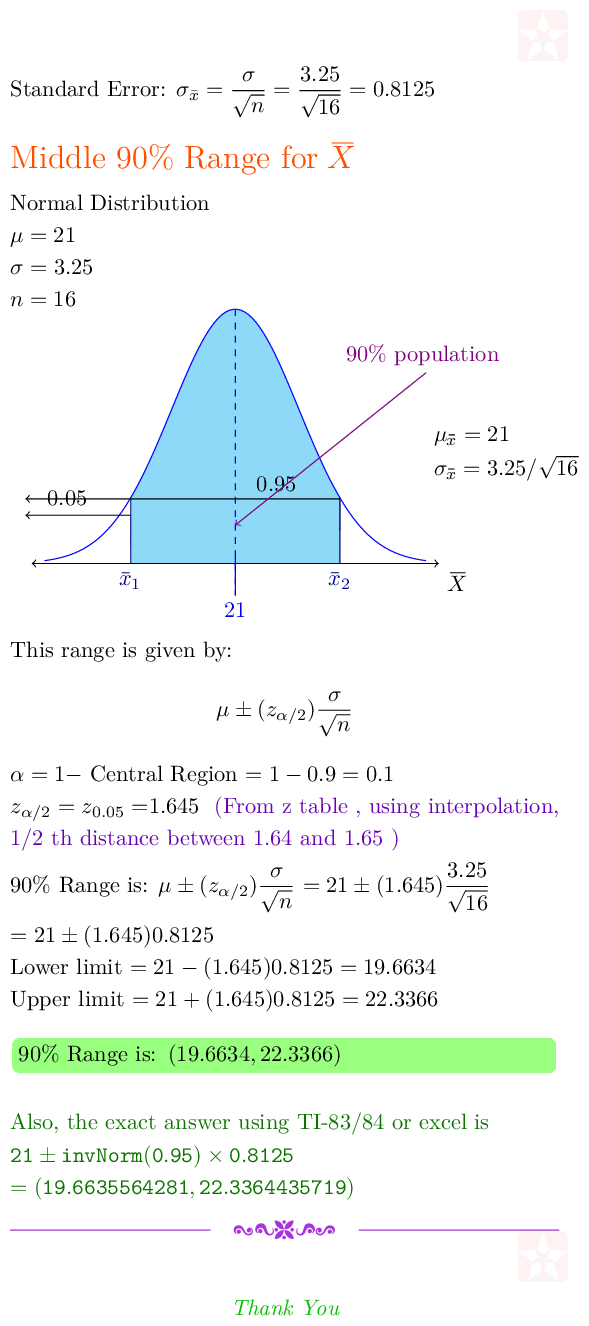 Standard Error: σ_x̄ = σ/√n = 3.25/√16 = 0.8125
Middle 90% Range for X̅
Normal Distribution
μ = 21
σ = 3.25
n = 16
90% population
μ_x̄ = 21
σ_x̄ = 3.25/√16
0.95
0.05
x̄₁
x̄₂
X̅
21
This range is given by:
μ ± (z_α/2) σ/√n
α = 1− Central Region = 1 − 0.9 = 0.1
z_α/2 = z_0.05 =1.645 (From z table , using interpolation,
1/2 th distance between 1.64 and 1.65 )
90% Range is: μ ± (z_α/2) σ/√n = 21 ± (1.645) 3.25/√16
= 21 ± (1.645)0.8125
Lower limit = 21 − (1.645)0.8125 = 19.6634
Upper limit = 21 + (1.645)0.8125 = 22.3366
90% Range is: (19.6634, 22.3366)
Also, the exact answer using TI-83/84 or excel is
21 ± invNorm(0.95) × 0.8125
= (19.6635564281, 22.3364435719)
Thank You